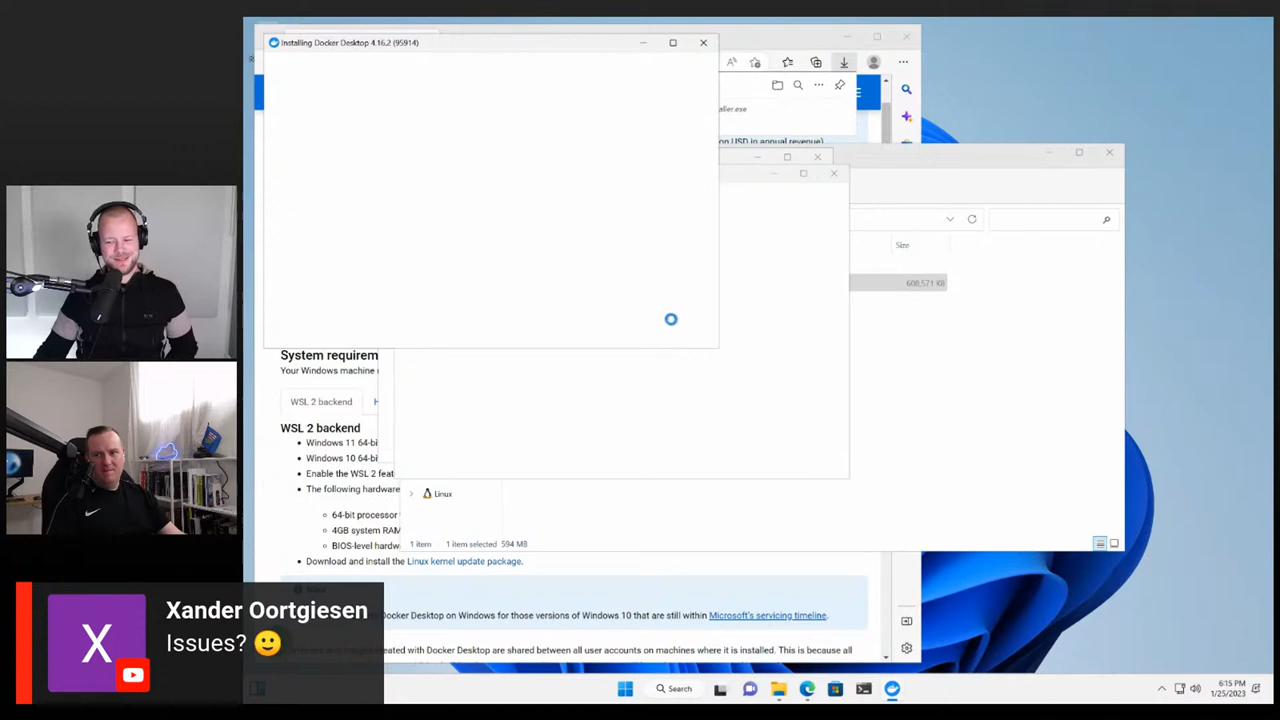 Installing Docker Desktop 4.16.2 (95914)
aller.exe
on USD in annual revenue)
Size
608,571 KB
System requirem
Your Windows machine
WSL 2 backend
H
WSL 2 backend
Windows 11 64-bi
Windows 10 64-bi
Enable the WSL 2 feat
The following hardware
64-bit processor
4GB system RAM
BIOS-level hardw
Download and install the Linux kernel update package.
Linux
1 item 1 item selected 594 MB
Docker Desktop on Windows for those versions of Windows 10 that are still within Microsoft's servicing timeline.
created with Docker Desktop are shared between all user accounts on machines where it is installed. This is because all
X
Xander Oortgiesen
Issues? 🙂
Search
6:15 PM
1/25/2023